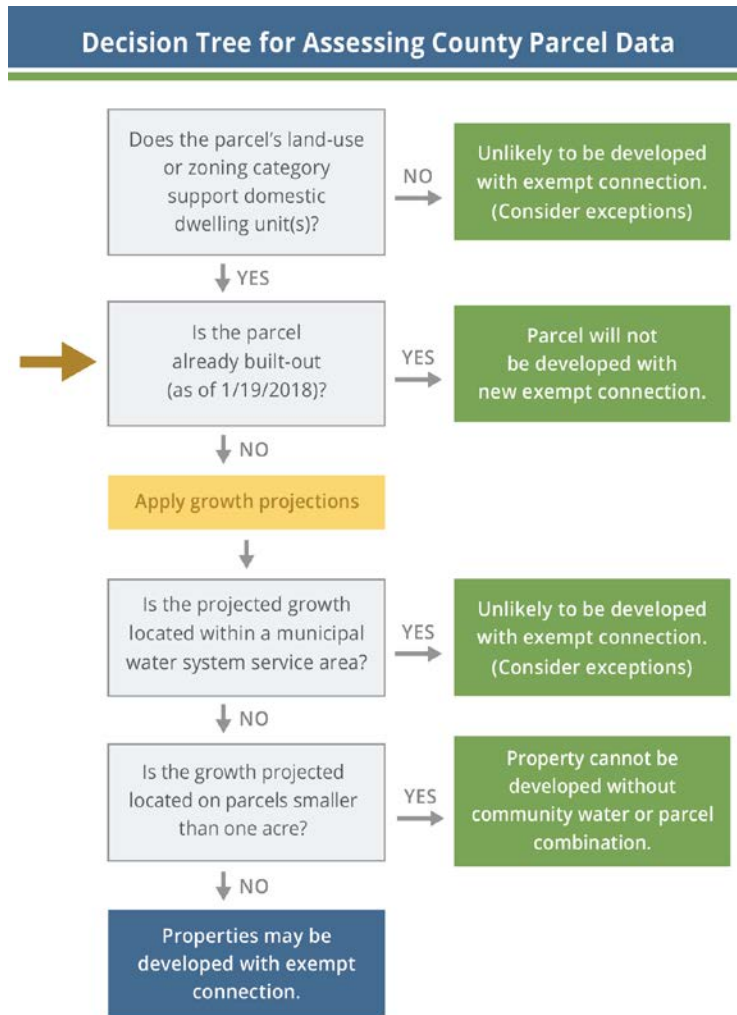 Decision Tree for Assessing County Parcel Data
Does the parcel's land-use
or zoning category
support domestic
dwelling unit(s)?
NO
Unlikely to be developed
with exempt connection.
(Consider exceptions)
YES
Is the parcel
already built-out
(as of 1/19/2018)?
YES
Parcel will not
be developed with
new exempt connection.
NO
Apply growth projections
Is the projected growth
located within a municipal
water system service area?
YES
Unlikely to be developed
with exempt connection.
(Consider exceptions)
NO
Is the growth projected
located on parcels smaller
than one acre?
YES
Property cannot be
developed without
community water or parcel
combination.
NO
Properties may be
developed with exempt
connection.